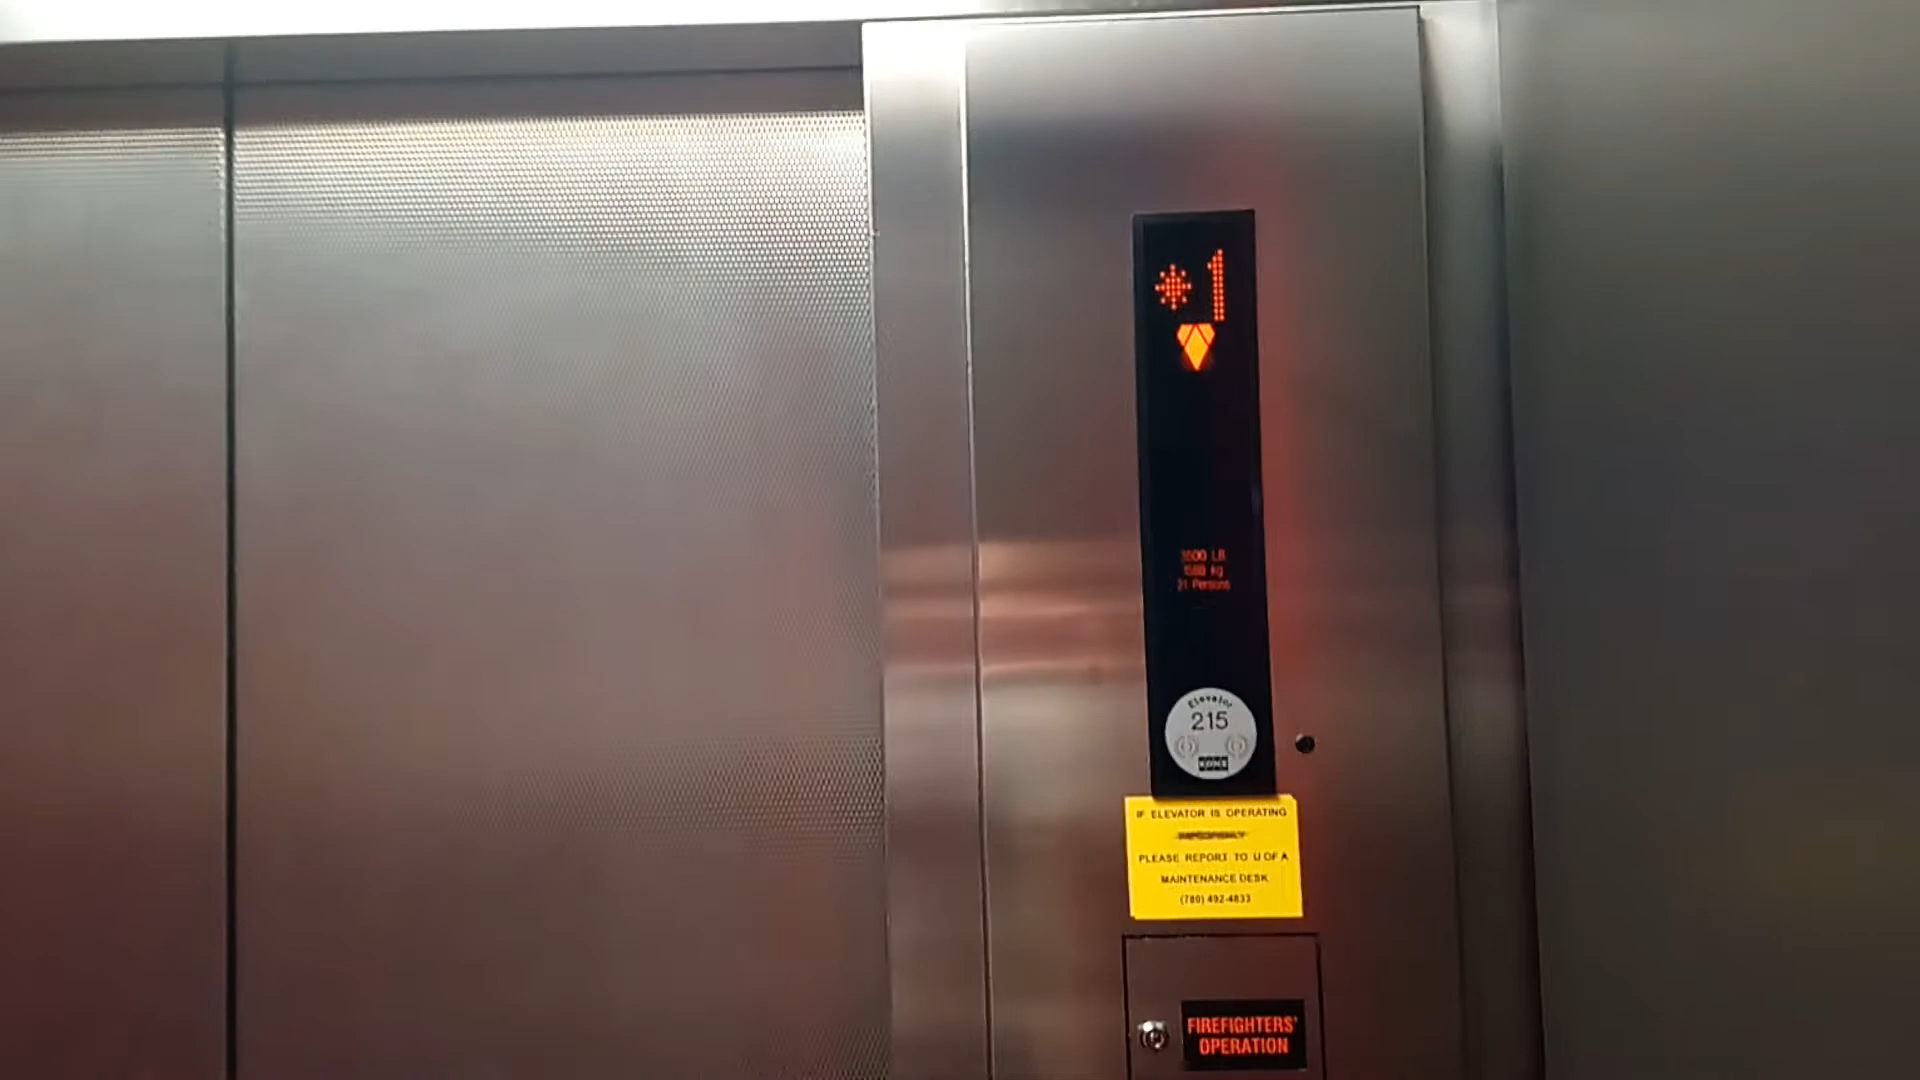 *1
3500 LB
1588 kg
21 Persons
Elevator
215
KONE
IF ELEVATOR IS OPERATING
PLEASE REPORT TO U OF A
MAINTENANCE DESK
(780) 492-4833
FIREFIGHTERS'
OPERATION